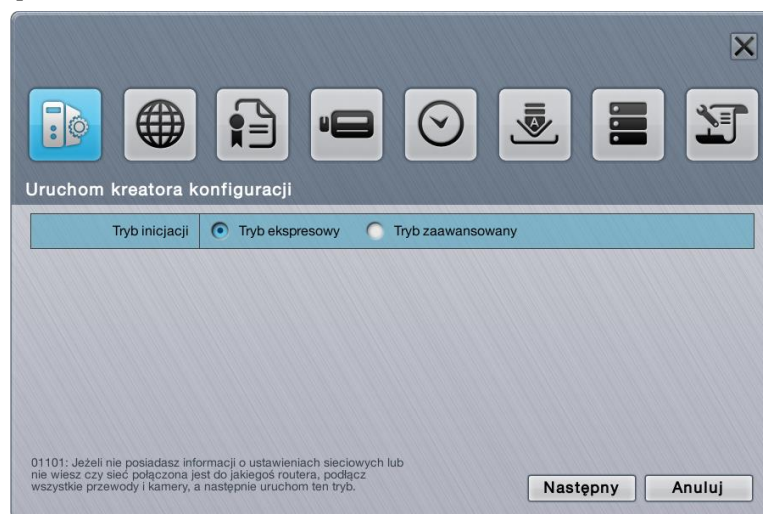 Uruchom kreatora konfiguracji
Tryb inicjacji Tryb ekspresowy Tryb zaawansowany
01101: Jeżeli nie posiadasz informacji o ustawieniach sieciowych lub
nie wiesz czy sieć połączona jest do jakiegoś routera, podłącz
wszystkie przewody i kamery, a następnie uruchom ten tryb.
Następny Anuluj